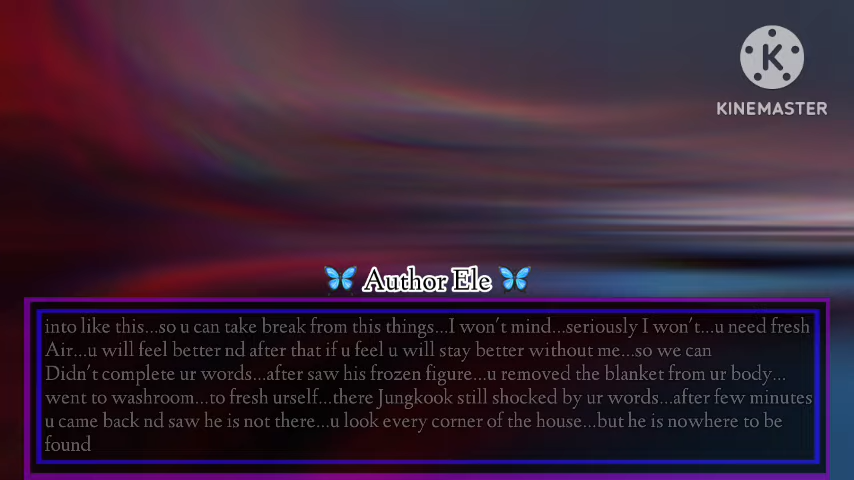 KINEMASTER
🦋 Author Ele 🦋
into like this...so u can take break from this things...I won't mind...seriously I won't...u need fresh
Air...u will feel better nd after that if u feel u will stay better without me...so we can
Didn't complete ur words...after saw his frozen figure...u removed the blanket from ur body...
went to washroom...to fresh urself...there Jungkook still shocked by ur words...after few minutes
u came back nd saw he is not there...u look every corner of the house...but he is nowhere to be
found